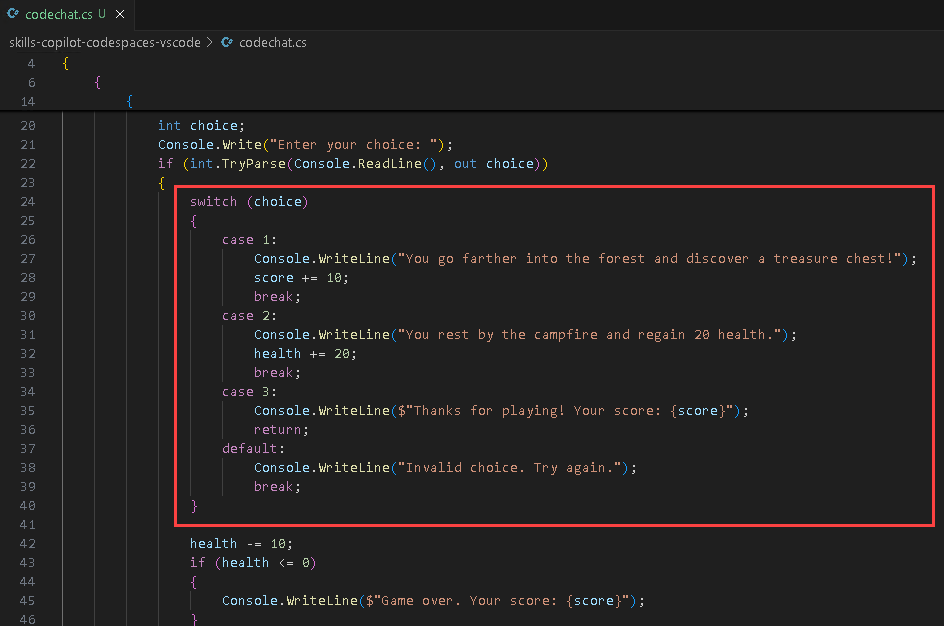 codechat.cs U
skills-copilot-codespaces-vscode > codechat.cs
4 {
6 {
14 {
20 int choice;
21 Console.Write("Enter your choice: ");
22 if (int.TryParse(Console.ReadLine(), out choice))
23 {
24 switch (choice)
25 {
26 case 1:
27 Console.WriteLine("You go farther into the forest and discover a treasure chest!");
28 score += 10;
29 break;
30 case 2:
31 Console.WriteLine("You rest by the campfire and regain 20 health.");
32 health += 20;
33 break;
34 case 3:
35 Console.WriteLine($"Thanks for playing! Your score: {score}");
36 return;
37 default:
38 Console.WriteLine("Invalid choice. Try again.");
39 break;
40 }
41
42 health -= 10;
43 if (health <= 0)
44 {
45 Console.WriteLine($"Game over. Your score: {score}");
46 }